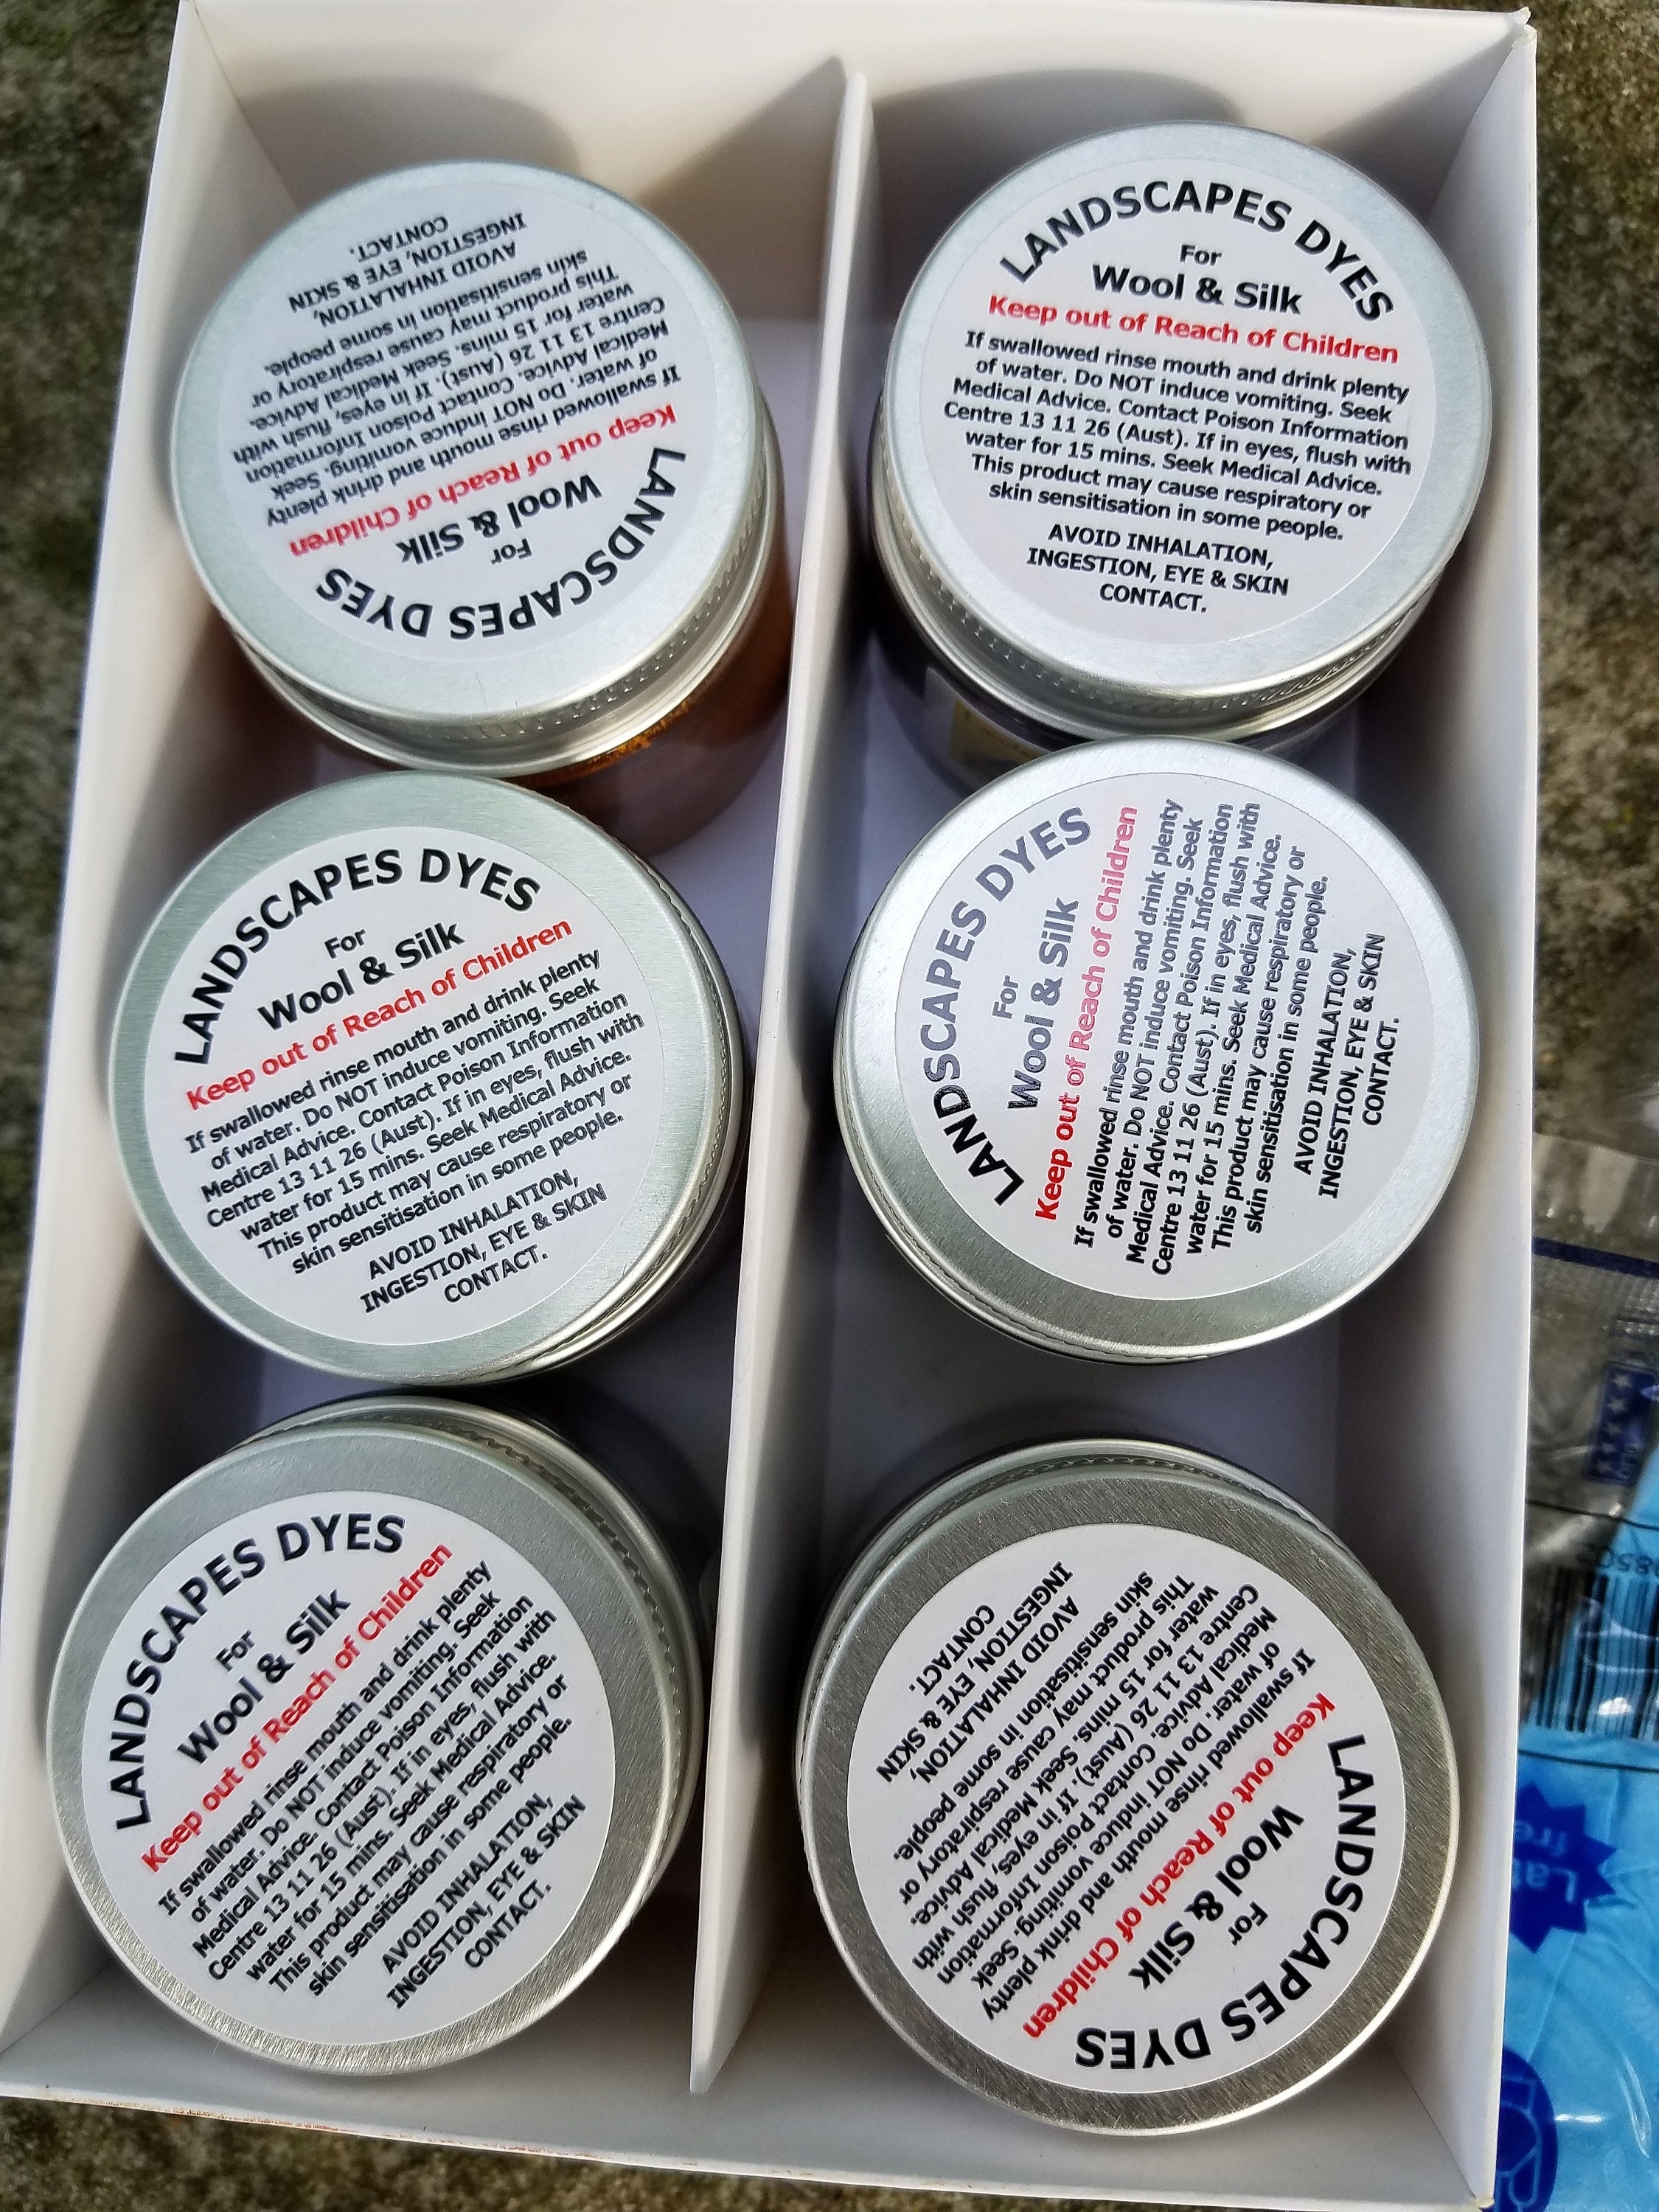 LANDSCAPES DYES
For
Wool & Silk
Keep out of Reach of Children
If swallowed rinse mouth and drink plenty
of water. Do NOT induce vomiting. Seek
Medical Advice. Contact Poison Information
Centre 13 11 26 (Aust). If in eyes, flush with
water for 15 mins. Seek Medical Advice.
This product may cause respiratory or
skin sensitisation in some people.
AVOID INHALATION,
INGESTION, EYE & SKIN
CONTACT.
LANDSCAPES DYES
For
Wool & Silk
Keep out of Reach of Children
If swallowed rinse mouth and drink plenty
of water. Do NOT induce vomiting. Seek
Medical Advice. Contact Poison Information
Centre 13 11 26 (Aust). If in eyes, flush with
water for 15 mins. Seek Medical Advice.
This product may cause respiratory or
skin sensitisation in some people.
AVOID INHALATION,
INGESTION, EYE & SKIN
CONTACT.
LANDSCAPES DYES
For
Wool & Silk
Keep out of Reach of Children
If swallowed rinse mouth and drink plenty
of water. Do NOT induce vomiting. Seek
Medical Advice. Contact Poison Information
Centre 13 11 26 (Aust). If in eyes, flush with
water for 15 mins. Seek Medical Advice.
This product may cause respiratory or
skin sensitisation in some people.
AVOID INHALATION,
INGESTION, EYE & SKIN
CONTACT.
LANDSCAPES DYES
For
Wool & Silk
Keep out of Reach of Children
If swallowed rinse mouth and drink plenty
of water. Do NOT induce vomiting. Seek
Medical Advice. Contact Poison Information
Centre 13 11 26 (Aust). If in eyes, flush with
water for 15 mins. Seek Medical Advice.
This product may cause respiratory or
skin sensitisation in some people.
AVOID INHALATION,
INGESTION, EYE & SKIN
CONTACT.
LANDSCAPES DYES
For
Wool & Silk
Keep out of Reach of Children
If swallowed rinse mouth and drink plenty
of water. Do NOT induce vomiting. Seek
Medical Advice. Contact Poison Information
Centre 13 11 26 (Aust). If in eyes, flush with
water for 15 mins. Seek Medical Advice.
This product may cause respiratory or
skin sensitisation in some people.
AVOID INHALATION,
INGESTION, EYE & SKIN
CONTACT.
LANDSCAPES DYES
For
Wool & Silk
Keep out of Reach of Children
If swallowed rinse mouth and drink plenty
of water. Do NOT induce vomiting. Seek
Medical Advice. Contact Poison Information
Centre 13 11 26 (Aust). If in eyes, flush with
water for 15 mins. Seek Medical Advice.
This product may cause respiratory or
skin sensitisation in some people.
AVOID INHALATION,
INGESTION, EYE & SKIN
CONTACT.